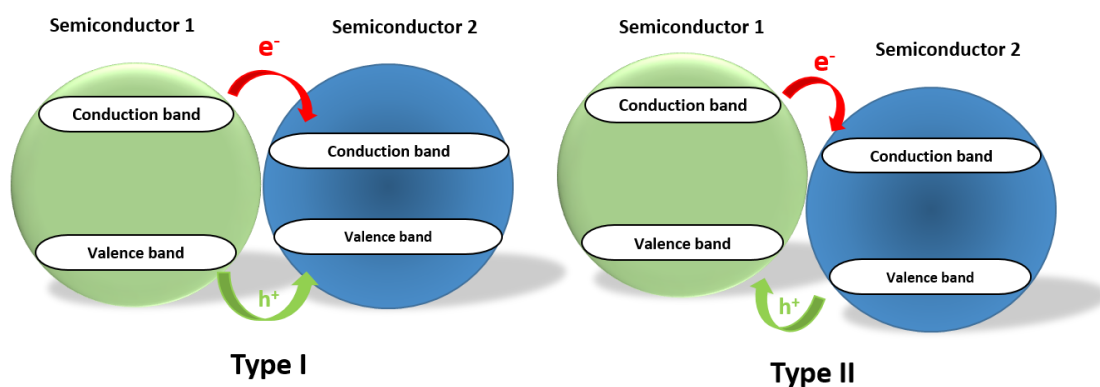 Semiconductor 1
Semiconductor 2
e-
Conduction band
Conduction band
Valence band
Valence band
h+
Type I
Semiconductor 1
Semiconductor 2
e-
Conduction band
Conduction band
Valence band
Valence band
h+
Type II